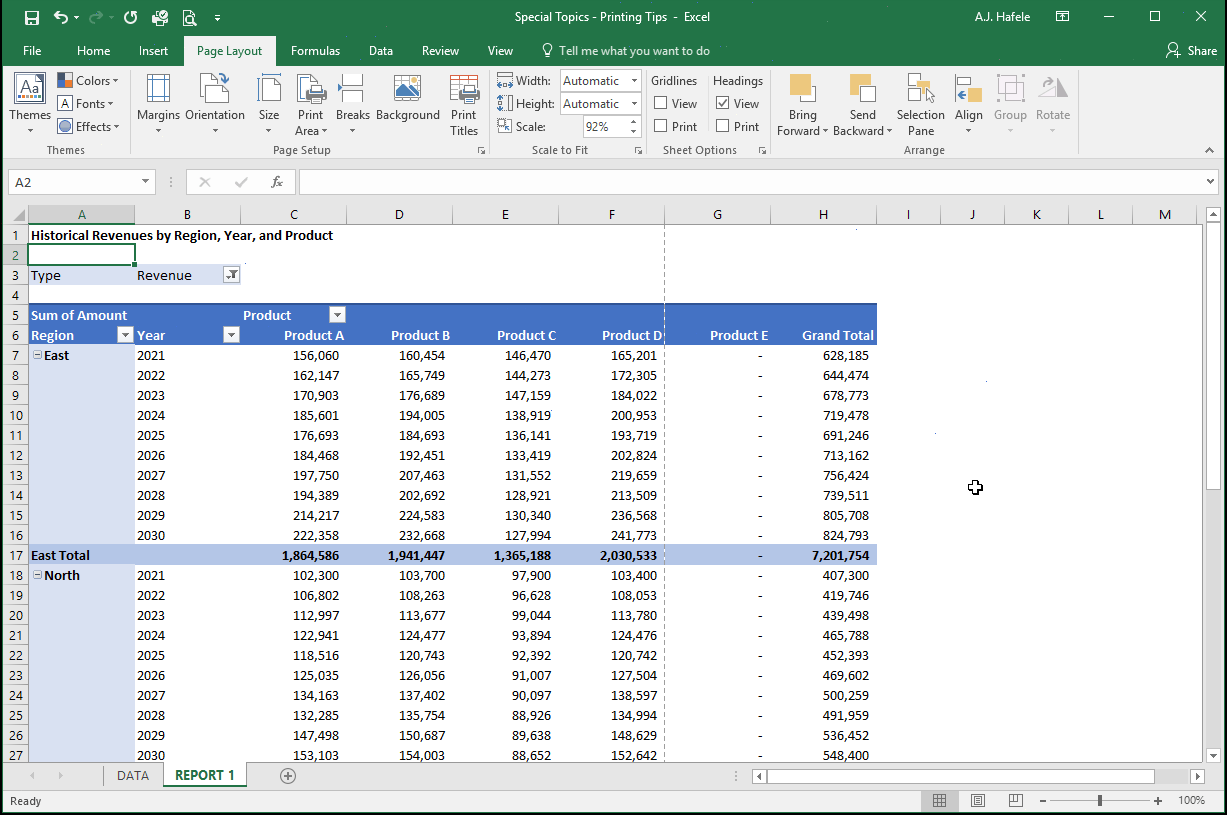 Special Topics - Printing Tips - Excel
A.J. Hafele
File Home Insert Page Layout Formulas Data Review View Tell me what you want to do Share
Aa Themes
Colors
A Fonts
Effects
Themes
Margins Orientation Size Print Area Breaks Background Print Titles
Page Setup
Width: Automatic
Height: Automatic
Scale: 92%
Scale to Fit
Gridlines Headings
View View
Print Print
Sheet Options
Bring Forward Send Backward Selection Pane Align Group Rotate
Arrange
A2 fx
A B C D E F G H I J K L M
1 Historical Revenues by Region, Year, and Product
2
3 Type Revenue
4
5 Sum of Amount Product
6 Region Year Product A Product B Product C Product D Product E Grand Total
7 East 2021 156,060 160,454 146,470 165,201 - 628,185
8 2022 162,147 165,749 144,273 172,305 - 644,474
9 2023 170,903 176,689 147,159 184,022 - 678,773
10 2024 185,601 194,005 138,919 200,953 - 719,478
11 2025 176,693 184,693 136,141 193,719 - 691,246
12 2026 184,468 192,451 133,419 202,824 - 713,162
13 2027 197,750 207,463 131,552 219,659 - 756,424
14 2028 194,389 202,692 128,921 213,509 - 739,511
15 2029 214,217 224,583 130,340 236,568 - 805,708
16 2030 222,358 232,668 127,994 241,773 - 824,793
17 East Total 1,864,586 1,941,447 1,365,188 2,030,533 - 7,201,754
18 North 2021 102,300 103,700 97,900 103,400 - 407,300
19 2022 106,802 108,263 96,628 108,053 - 419,746
20 2023 112,997 113,677 99,044 113,780 - 439,498
21 2024 122,941 124,477 93,894 124,476 - 465,788
22 2025 118,516 120,743 92,392 120,742 - 452,393
23 2026 125,035 126,056 91,007 127,504 - 469,602
24 2027 134,163 137,402 90,097 138,597 - 500,259
25 2028 132,285 135,754 88,926 134,994 - 491,959
26 2029 147,498 150,687 89,638 148,629 - 536,452
27 2030 153,103 154,003 88,652 152,642 - 548,400
DATA REPORT 1
Ready 100%